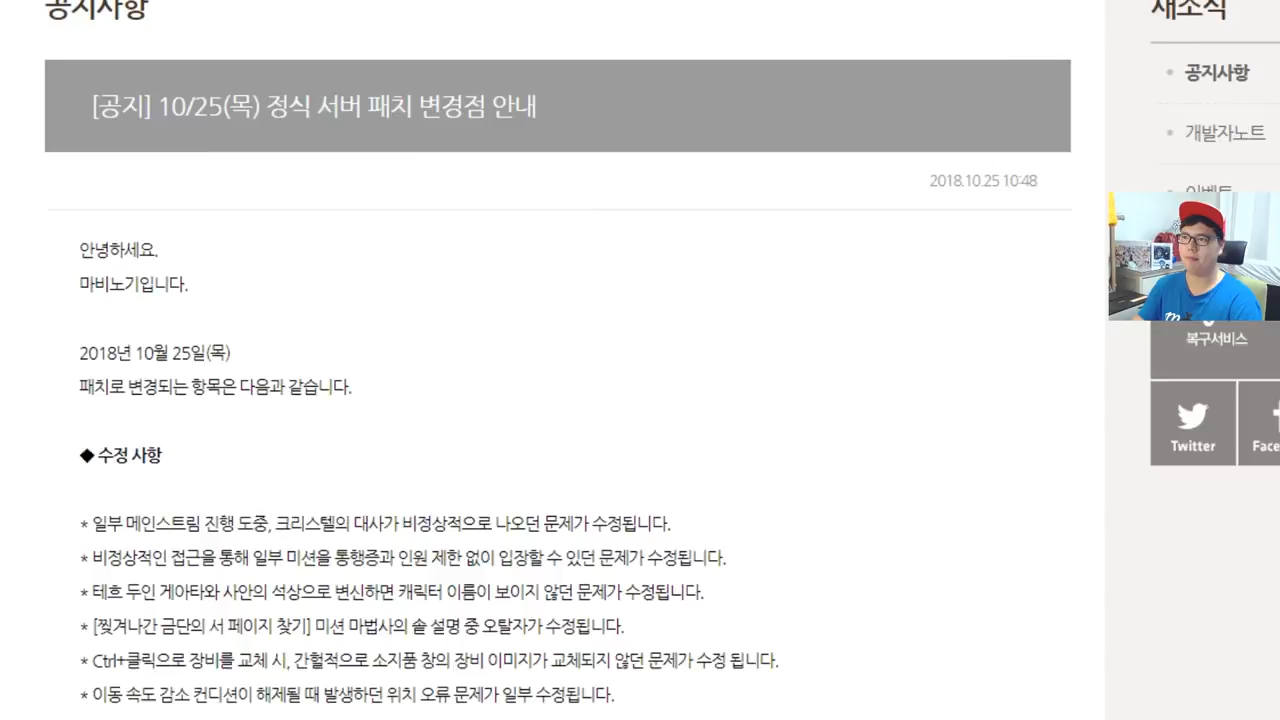 공지사항
새소식
[공지] 10/25(목) 정식 서버 패치 변경점 안내
공지사항
개발자노트
2018.10.25 10:48
이벤트
안녕하세요.
마비노기입니다.
복구서비스
2018년 10월 25일(목)
패치로 변경되는 항목은 다음과 같습니다.
Twitter
Face
◆ 수정 사항
* 일부 메인스트림 진행 도중, 크리스텔의 대사가 비정상적으로 나오던 문제가 수정됩니다.
* 비정상적인 접근을 통해 일부 미션을 통행증과 인원 제한 없이 입장할 수 있던 문제가 수정됩니다.
* 테흐 두인 게아타와 사안의 석상으로 변신하면 캐릭터 이름이 보이지 않던 문제가 수정됩니다.
* [찢겨나간 금단의 서 페이지 찾기] 미션 마법사의 솥 설명 중 오탈자가 수정됩니다.
* Ctrl+클릭으로 장비를 교체 시, 간헐적으로 소지품 창의 장비 이미지가 교체되지 않던 문제가 수정 됩니다.
* 이동 속도 감소 컨디션이 해제될 때 발생하던 위치 오류 문제가 일부 수정됩니다.